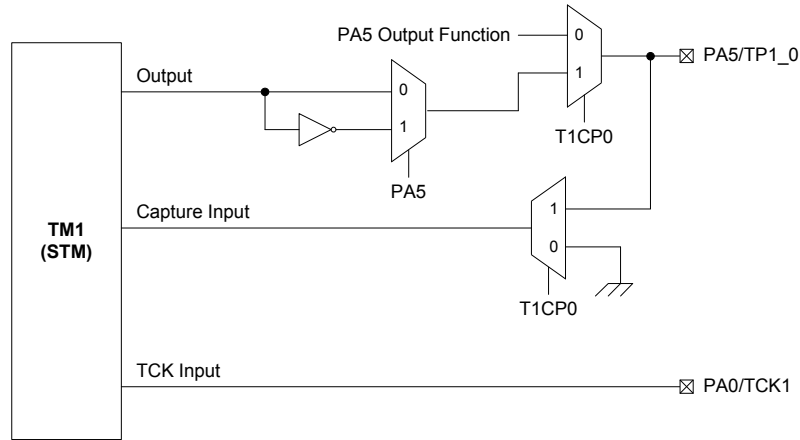 PA5 Output Function
0
1
T1CP0
PA5/TP1_0
Output
0
1
PA5
TM1
(STM)
Capture Input
1
0
T1CP0
TCK Input
PA0/TCK1